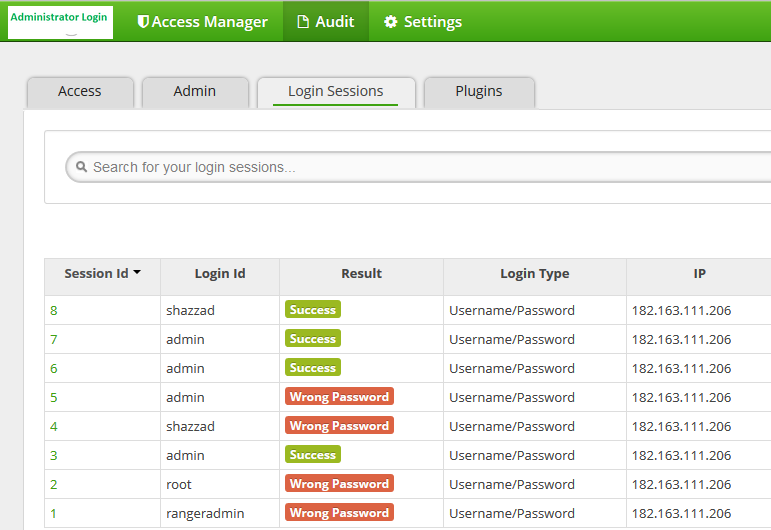 Administrator Login
Access Manager Audit Settings
Access Admin Login Sessions Plugins
Search for your login sessions...
Session Id Login Id Result Login Type IP
8 shazzad Success Username/Password 182.163.111.206
7 admin Success Username/Password 182.163.111.206
6 admin Success Username/Password 182.163.111.206
5 admin Wrong Password Username/Password 182.163.111.206
4 shazzad Wrong Password Username/Password 182.163.111.206
3 admin Success Username/Password 182.163.111.206
2 root Wrong Password Username/Password 182.163.111.206
1 rangeradmin Wrong Password Username/Password 182.163.111.206